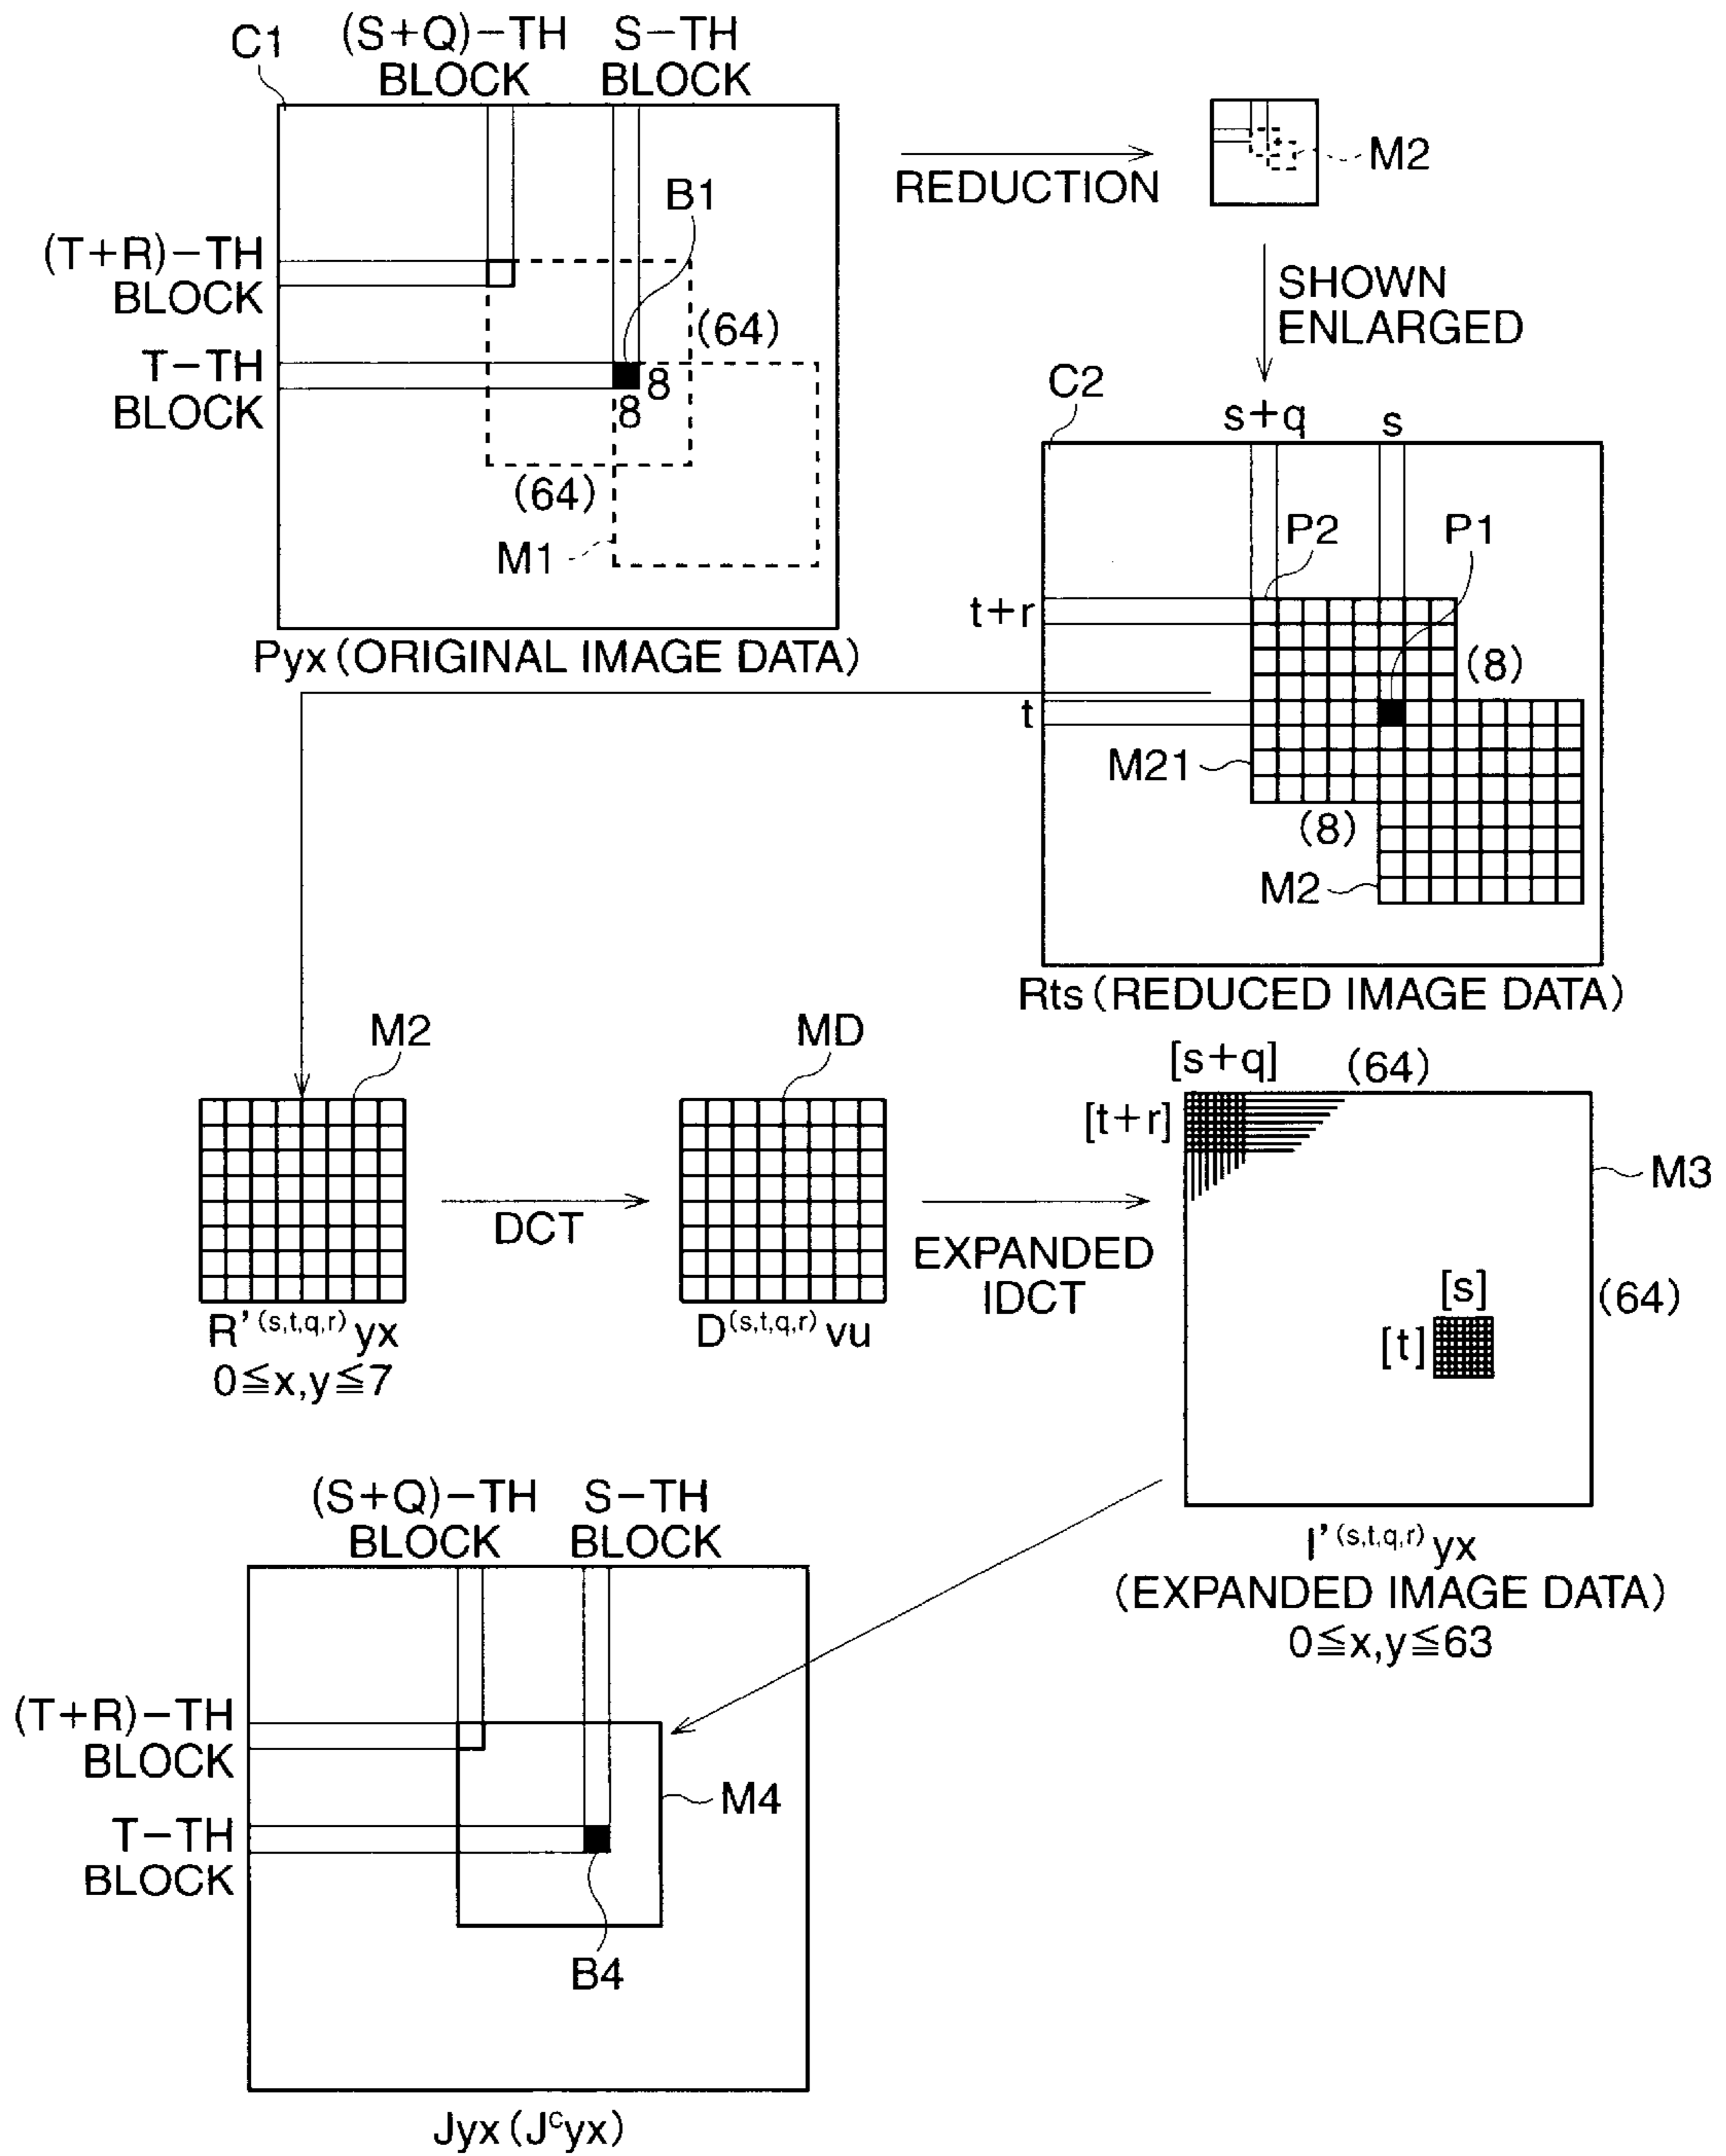 C1
(S+Q)-TH
BLOCK
S-TH
BLOCK
B1
(T+R)-TH
BLOCK
T-TH
BLOCK
(64)
8
8
(64)
M1
Pyx (ORIGINAL IMAGE DATA)
REDUCTION
M2
SHOWN
ENLARGED
C2
s+q
s
P2
P1
t+r
(8)
t
M21
(8)
M2
Rts (REDUCED IMAGE DATA)
M2
R'(s,t,q,r) yx
0≦x,y≦7
DCT
MD
D(s,t,q,r) vu
EXPANDED
IDCT
[s+q]
(64)
[t+r]
M3
[s]
(64)
[t]
I'(s,t,q,r) yx
(EXPANDED IMAGE DATA)
0≦x,y≦63
(S+Q)-TH
BLOCK
S-TH
BLOCK
(T+R)-TH
BLOCK
M4
T-TH
BLOCK
B4
Jyx (Jᶜyx)